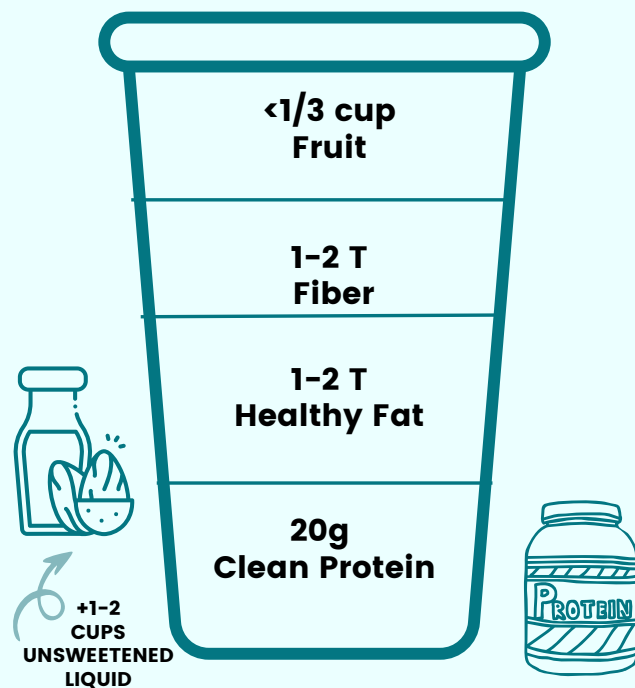 <1/3 cup
Fruit
1-2 T
Fiber
1-2 T
Healthy Fat
20g
Clean Protein
PROTEIN
+1-2
CUPS
UNSWEETENED
LIQUID